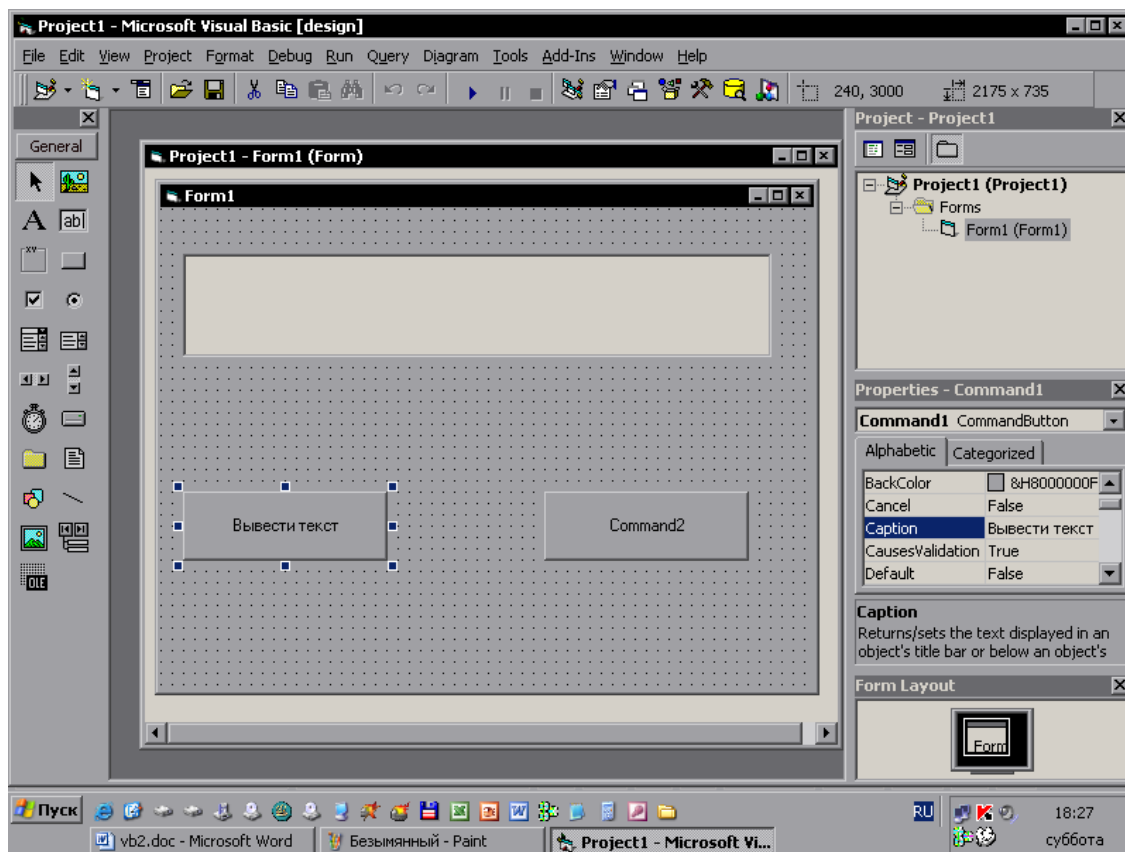 Project1 - Microsoft Visual Basic [design]
File Edit View Project Format Debug Run Query Diagram Tools Add-Ins Window Help
240, 3000 2175 x 735
General
A ab|
XY
OLE
Project1 - Form1 (Form)
Form1
Вывести текст
Command2
Project - Project1
Project1 (Project1)
Forms
Form1 (Form1)
Properties - Command1
Command1 CommandButton
Alphabetic Categorized
BackColor &H8000000F
Cancel False
Caption Вывести текст
CausesValidation True
Default False
Caption
Returns/sets the text displayed in an
object's title bar or below an object's
Form Layout
Form
Пуск
RU
18:27
vb2.doc - Microsoft Word
Безымянный - Paint
Project1 - Microsoft Vi...
суббота